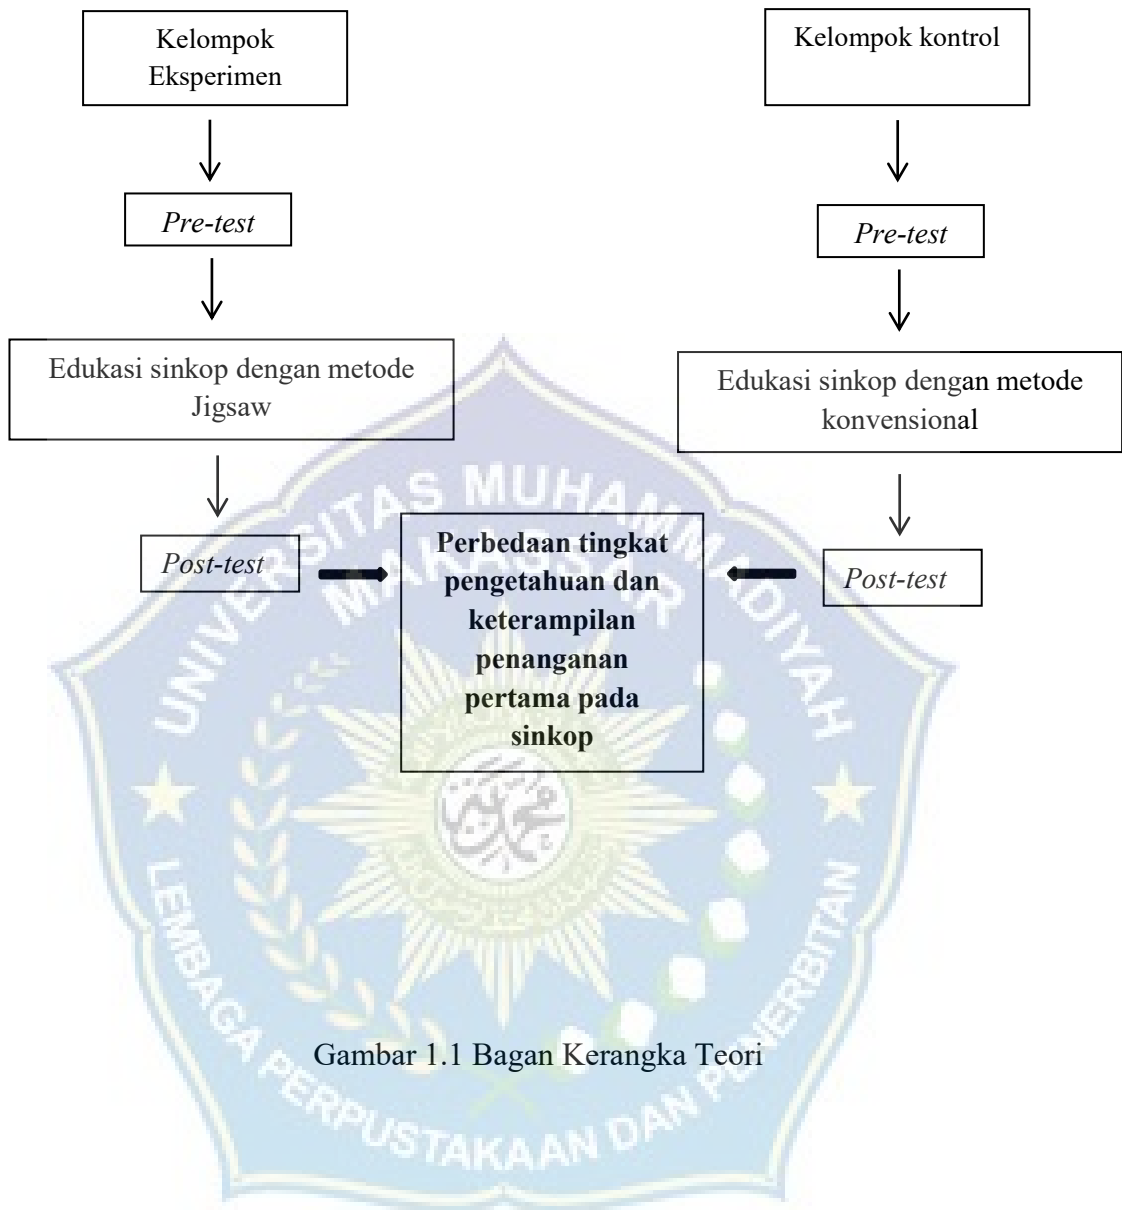 Kelompok
Eksperimen
Kelompok kontrol
Pre-test
Pre-test
Edukasi sinkop dengan metode
Jigsaw
Edukasi sinkop dengan metode
konvensional
Post-test
Perbedaan tingkat
pengetahuan dan
keterampilan
penanganan
pertama pada
sinkop
Post-test
UNIVERSITAS MUHAMMADIYAH
MAKASSAR
محمد
Gambar 1.1 Bagan Kerangka Teori
LEMBAGA PERPUSTAKAAN DAN PENERBITAN